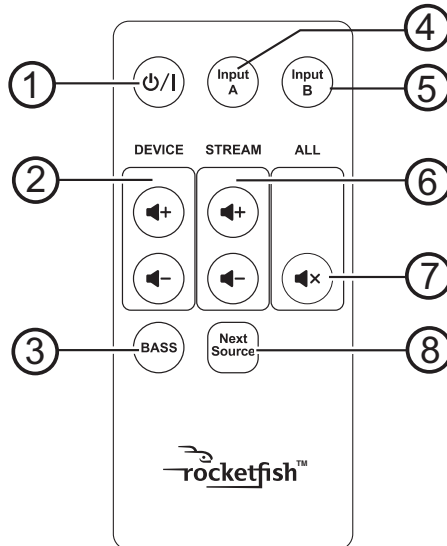 1
⏻/I
Input A
4
Input B
5
DEVICE STREAM ALL
2
+
+
6
-
-
×
7
3
BASS
Next Source
8
rocketfish™